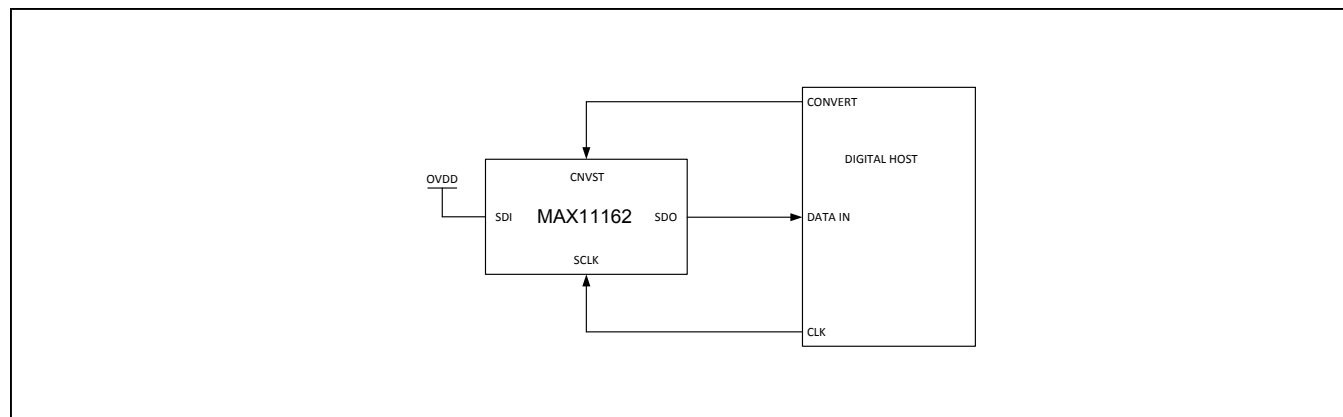 CONVERT
DIGITAL HOST
CNVST
OVDD
SDI MAX11162 SDO
DATA IN
SCLK
CLK